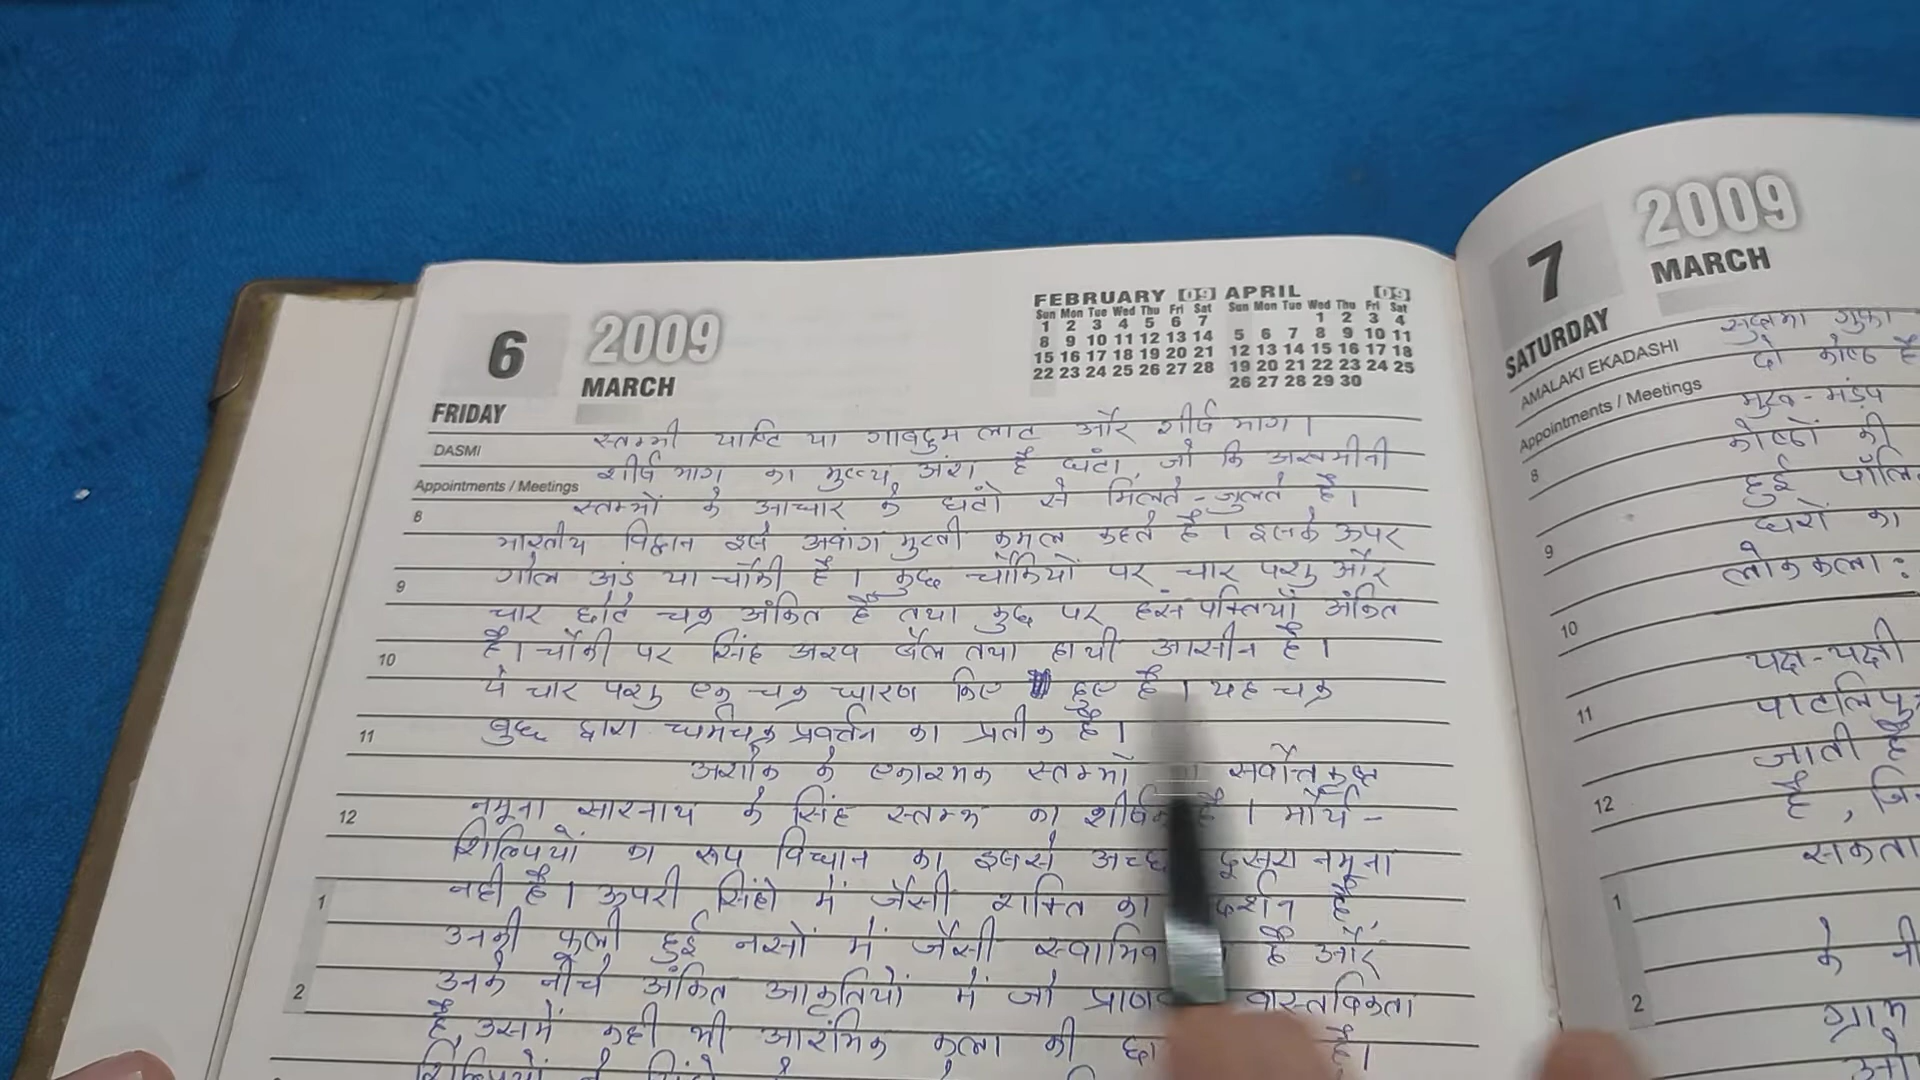 6
2009
MARCH
FRIDAY
DASMI
Appointments / Meetings
FEBRUARY [09]
Sun Mon Tue Wed Thu Fri Sat
1 2 3 4 5 6 7
8 9 10 11 12 13 14
15 16 17 18 19 20 21
22 23 24 25 26 27 28
APRIL [09]
Sun Mon Tue Wed Thu Fri Sat
1 2 3 4
5 6 7 8 9 10 11
12 13 14 15 16 17 18
19 20 21 22 23 24 25
26 27 28 29 30
या गावदुम लाट और शीर्ष भाग।
शीर्ष भाग का मुख्य अंश है घंटा, जो कि अखमीनी
8 स्तम्भों के आधार के घंटो से मिलते-जुलते है।
भारतीय विद्वान इसे अवांगमुखी कमल कहते है। इसके ऊपर
9 गोल अंड या चौकी है। कुछ चौकियों पर चार पशु और
चार छोटे चक्र अंकित है तथा कुछ पर हंस पक्तियाँ अंकित
10 है। चौकी पर सिंह अश्व बैल तथा हाथी आसीन है।
ये चार पशु एक चक्र धारण किए हुए है। यह चक्र
11 बुद्ध द्वारा धर्मचक्र प्रवर्त्तन का प्रतीक है।
अशोक के एकाश्मक स्तम्भों सर्वोत्तकृष्ट
12 नमूना सारनाथ के सिंह स्तम्भ का है। मौर्य-
शिल्पियों का रूप विधान का इससे दूसरा नमूना
1 नही है। ऊपरी सिंहो में जैसी शक्ति का है,
उनकी फूली हुई नसों में जैसी है और
2 उनके नीचे अंकित आकृतियों में जो वास्तविकता
है, उसमें कही भी आरंभिक कला की है।
7
2009
MARCH
SATURDAY
AMALAKI EKADASHI
Appointments / Meetings
सुदामा गुफा
दो कोष्ठ है
मुख-मंडप
8 कोष्ठों की
हुई
9 घरों का
लोककला:
10
यक्ष-यक्षी
11
जाती है
12 है,
सकता
1
के नी
2
ग्राम